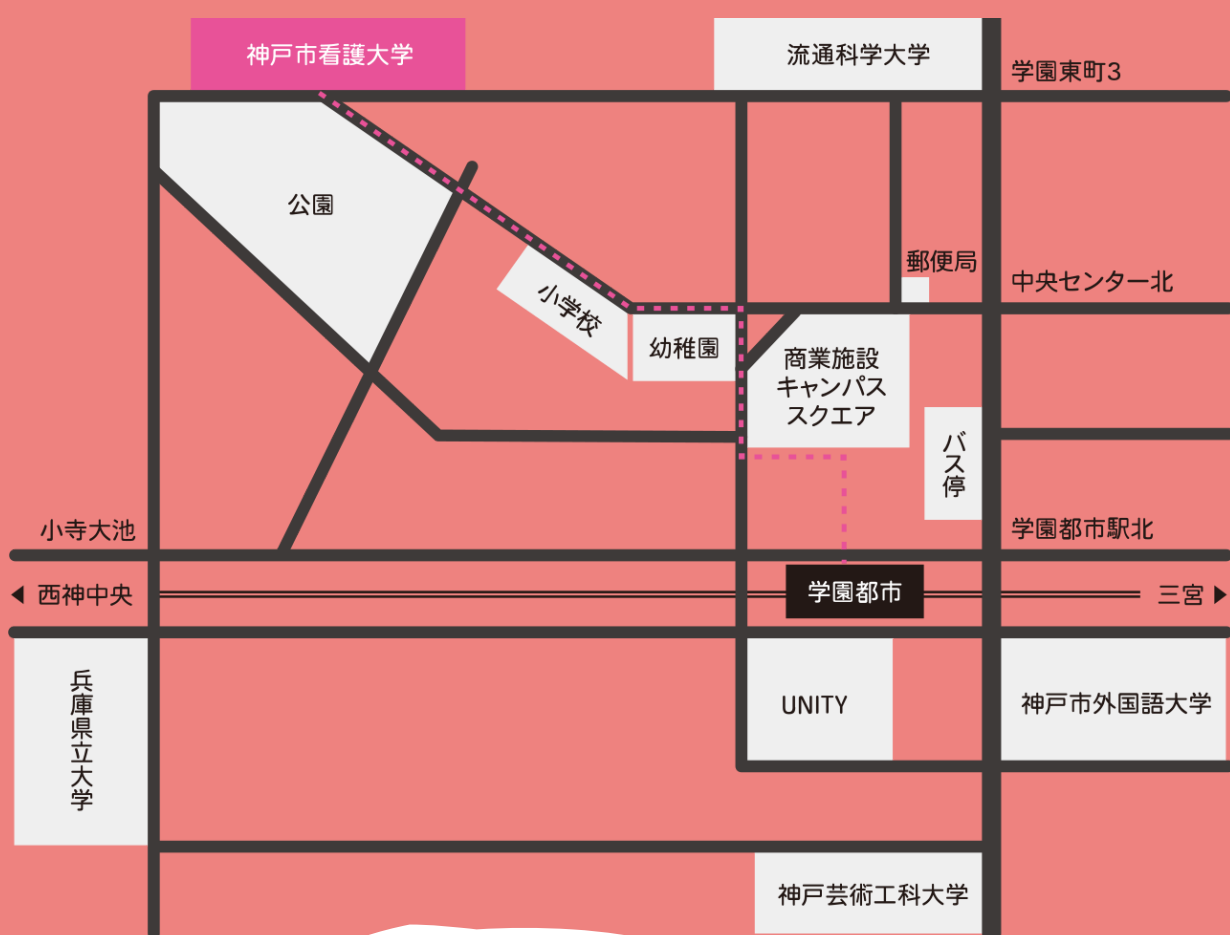 神戸市看護大学
流通科学大学
学園東町3
公園
郵便局
中央センター北
小学校
幼稚園
商業施設
キャンパス
スクエア
バス停
小寺大池
学園都市駅北
◀ 西神中央
学園都市
三宮 ▶
兵庫県立大学
UNITY
神戸市外国語大学
神戸芸術工科大学